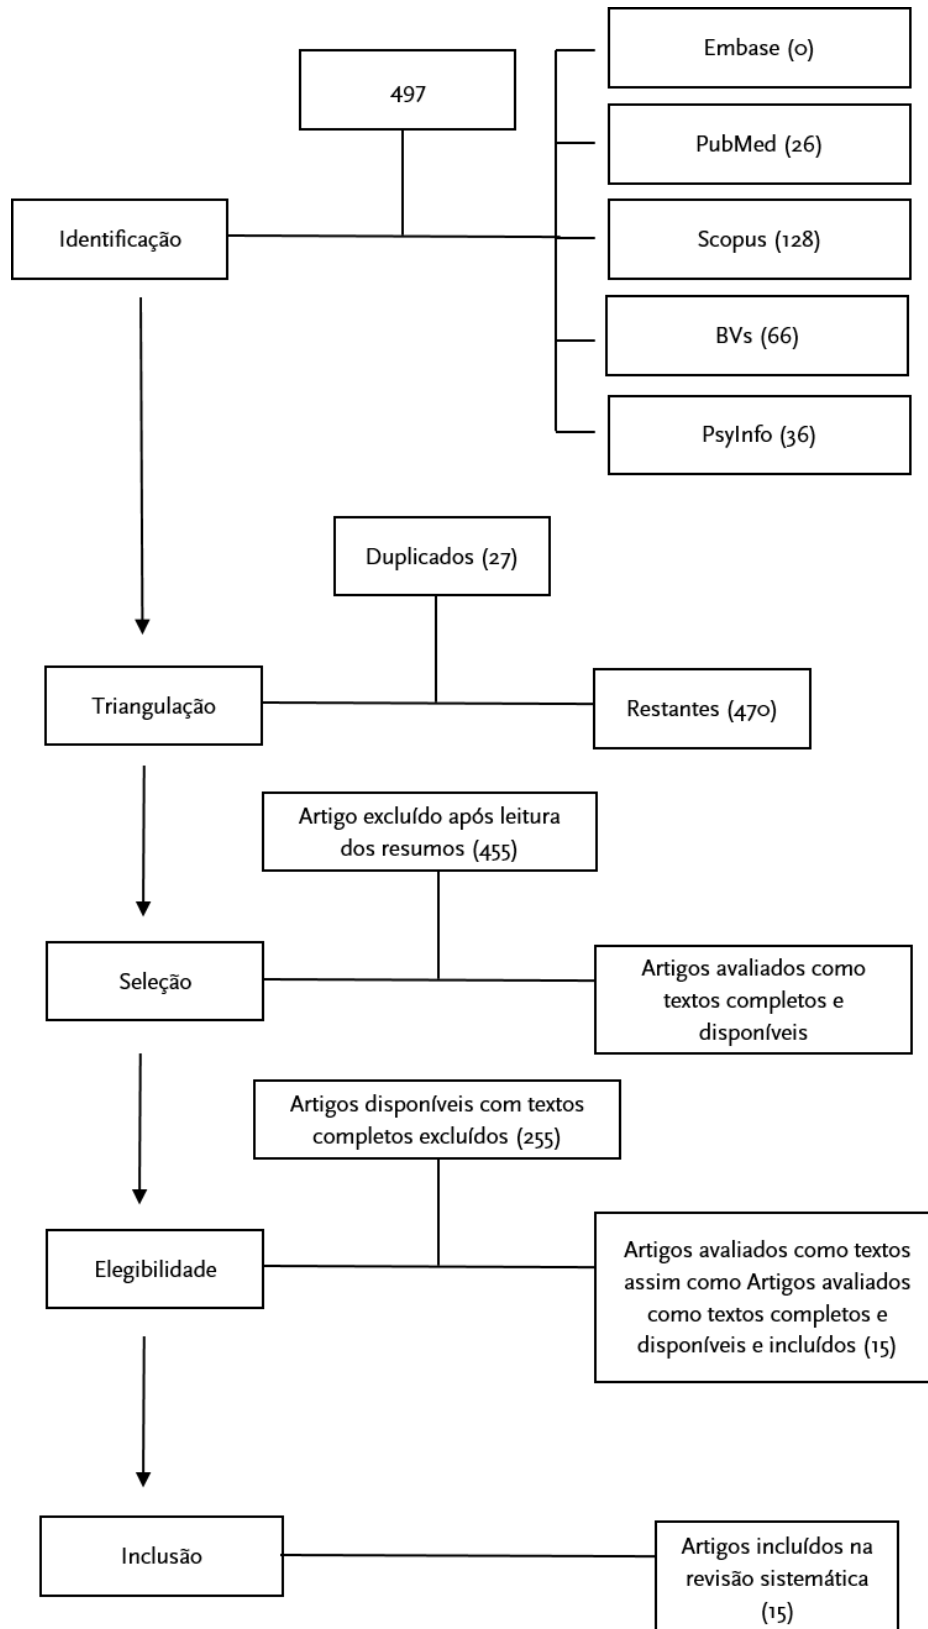 497
Embase (0)
PubMed (26)
Scopus (128)
BVs (66)
PsyInfo (36)
Identificação
Duplicados (27)
Triangulação
Restantes (470)
Artigo excluído após leitura
dos resumos (455)
Seleção
Artigos avaliados como
textos completos e
disponíveis
Artigos disponíveis com textos
completos excluídos (255)
Elegibilidade
Artigos avaliados como textos
assim como Artigos avaliados
como textos completos e
disponíveis e incluídos (15)
Inclusão
Artigos incluídos na
revisão sistemática
(15)